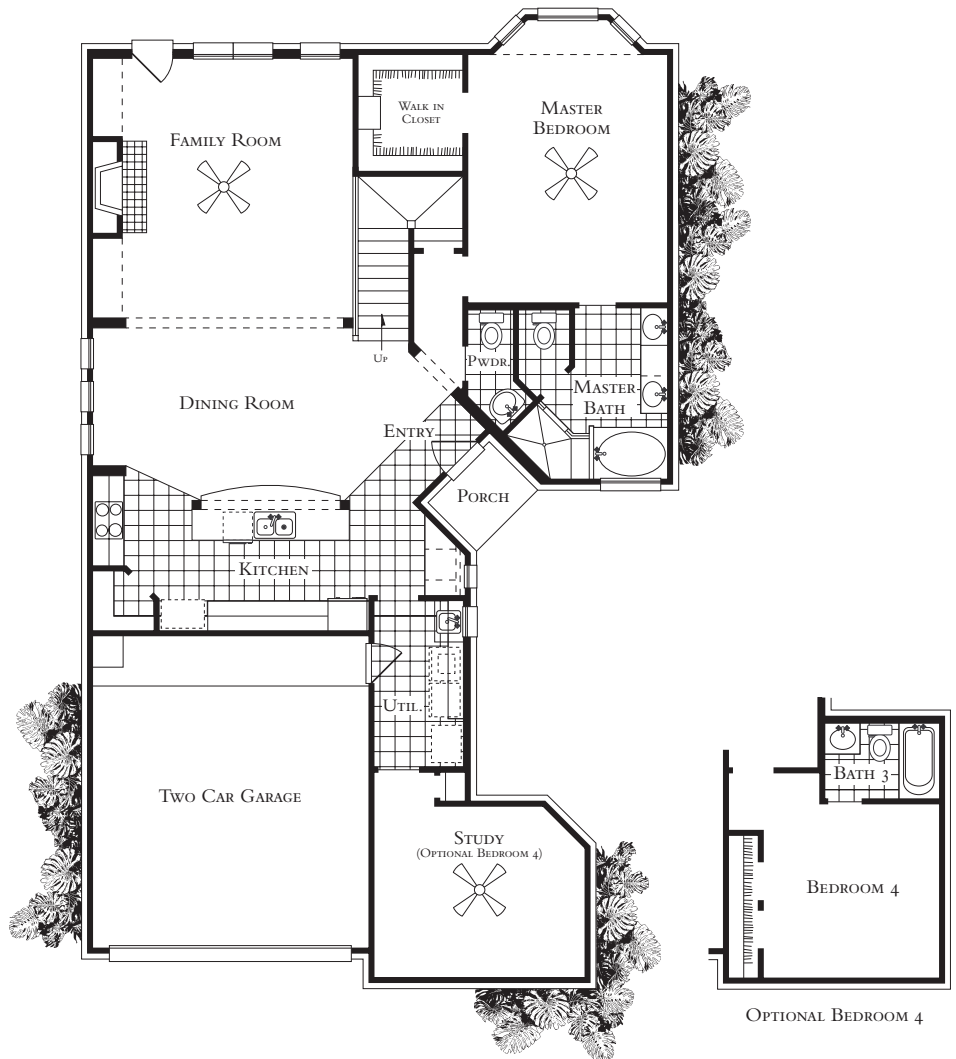 Family Room
Walk in
Closet
Master
Bedroom
Up
Pwdr.
Master
Bath
Dining Room
Entry
Porch
Kitchen
Util.
Two Car Garage
Study
(Optional Bedroom 4)
Bath 3
Bedroom 4
Optional Bedroom 4